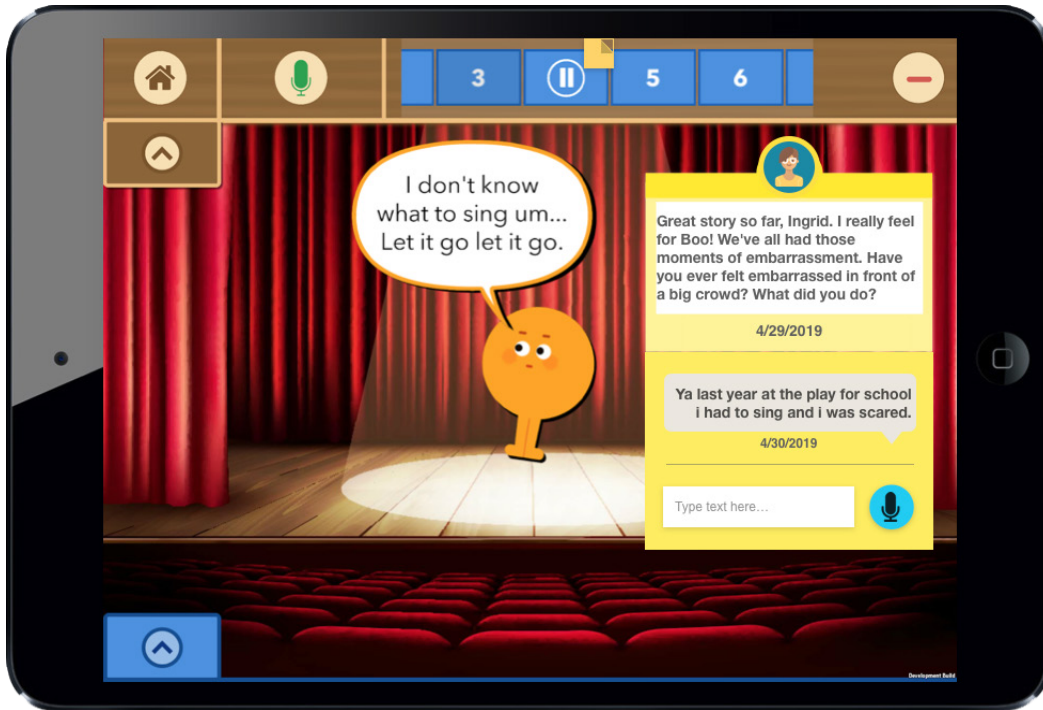 3
5
6
I don't know
what to sing um...
Let it go let it go.
Great story so far, Ingrid. I really feel
for Boo! We've all had those
moments of embarrassment. Have
you ever felt embarrassed in front of
a big crowd? What did you do?
4/29/2019
Ya last year at the play for school
i had to sing and i was scared.
4/30/2019
Type text here...
Development Build